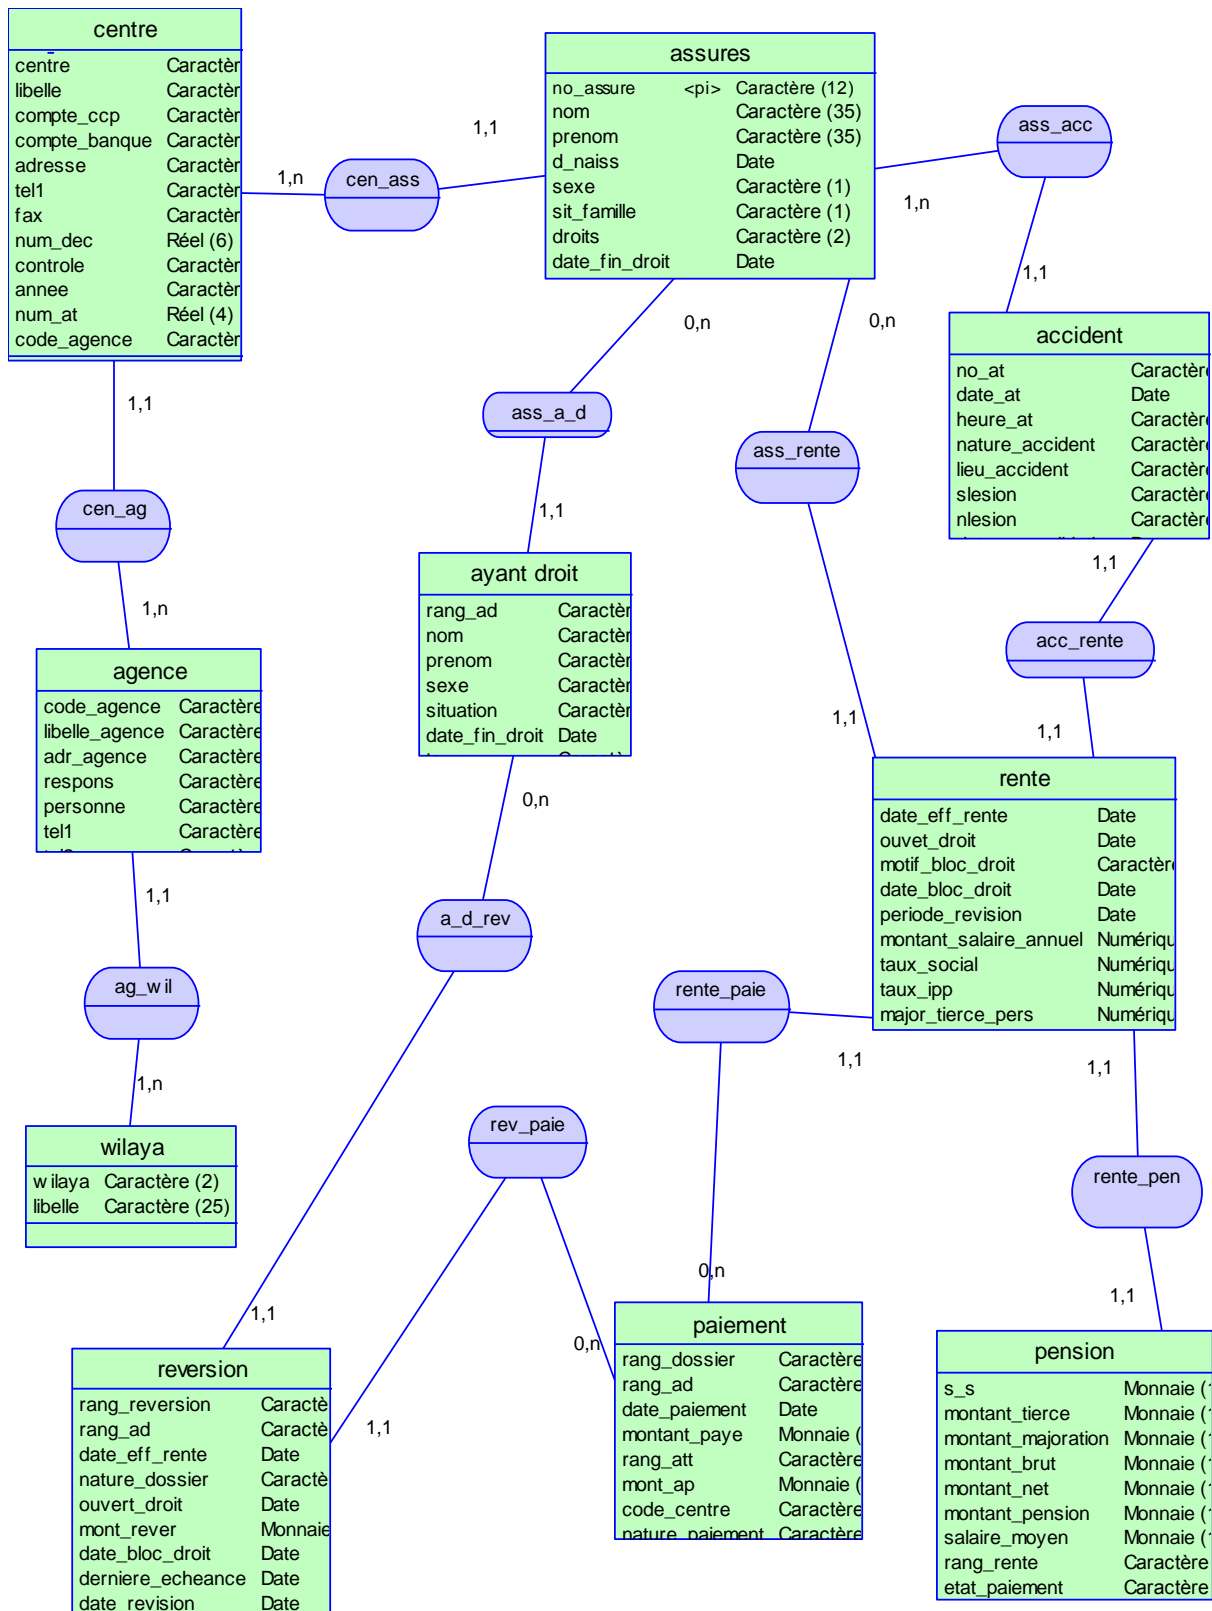 centre
centre Caractèr
libelle Caractèr
compte_ccp Caractèr
compte_banque Caractèr
adresse Caractèr
tel1 Caractèr
fax Caractèr
num_dec Réel (6)
controle Caractèr
annee Caractèr
num_at Réel (4)
code_agence Caractèr
1,n
cen_ass
1,1
assures
no_assure <pi> Caractère (12)
nom Caractère (35)
prenom Caractère (35)
d_naiss Date
sexe Caractère (1)
sit_famille Caractère (1)
droits Caractère (2)
date_fin_droit Date
ass_acc
1,n
1,1
accident
no_at Caractère
date_at Date
heure_at Caractère
nature_accident Caractère
lieu_accident Caractère
slesion Caractère
nlesion Caractère
0,n
0,n
1,1
ass_a_d
ass_rente
cen_ag
1,1
1,1
1,n
acc_rente
ayant droit
rang_ad Caractèr
nom Caractèr
prenom Caractèr
sexe Caractèr
situation Caractèr
date_fin_droit Date
agence
code_agence Caractère
libelle_agence Caractère
adr_agence Caractère
respons Caractère
personne Caractère
tel1 Caractère
1,1
1,1
rente
date_eff_rente Date
ouvet_droit Date
motif_bloc_droit Caractère
date_bloc_droit Date
periode_revision Date
montant_salaire_annuel Numériqu
taux_social Numériqu
taux_ipp Numériqu
major_tierce_pers Numériqu
0,n
1,1
a_d_rev
ag_wil
rente_paie
1,1
1,1
1,n
rev_paie
rente_pen
wilaya
wilaya Caractère (2)
libelle Caractère (25)
0,n
1,1
1,1
0,n
1,1
reversion
rang_reversion Caractè
rang_ad Caractè
date_eff_rente Date
nature_dossier Caractè
ouvert_droit Date
mont_rever Monnaie
date_bloc_droit Date
derniere_echeance Date
date_revision Date
paiement
rang_dossier Caractère
rang_ad Caractère
date_paiement Date
montant_paye Monnaie (
rang_att Caractère
mont_ap Monnaie (
code_centre Caractère
nature_paiement Caractère
pension
s_s Monnaie (1
montant_tierce Monnaie (1
montant_majoration Monnaie (1
montant_brut Monnaie (1
montant_net Monnaie (1
montant_pension Monnaie (1
salaire_moyen Monnaie (1
rang_rente Caractère
etat_paiement Caractère